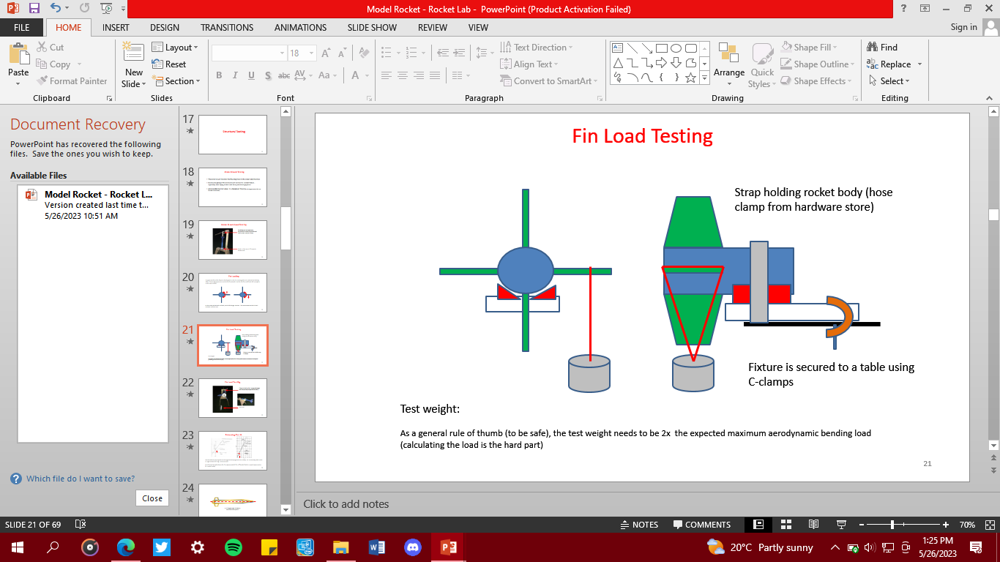 Model Rocket - Rocket Lab - PowerPoint (Product Activation Failed)
FILE HOME INSERT DESIGN TRANSITIONS ANIMATIONS SLIDE SHOW REVIEW VIEW Sign in
Paste
Cut
Copy
Format Painter
Clipboard
New Slide
Layout
Reset
Section
Slides
18
B I U S abc AV Aa A
Font
Text Direction
Align Text
Convert to SmartArt
Paragraph
Arrange
Quick Styles
Shape Fill
Shape Outline
Shape Effects
Drawing
Find
Replace
Select
Editing
Document Recovery
PowerPoint has recovered the following
files. Save the ones you wish to keep.
Available Files
Model Rocket - Rocket L...
Version created last time t...
5/26/2023 10:51 AM
Which file do I want to save?
Close
17
Structural Testing
18
19
20
21
22
23
24
Fin Load Testing
Strap holding rocket body (hose
clamp from hardware store)
Fixture is secured to a table using
C-clamps
Test weight:
As a general rule of thumb (to be safe), the test weight needs to be 2x the expected maximum aerodynamic bending load
(calculating the load is the hard part)
21
Click to add notes
SLIDE 21 OF 69
NOTES
COMMENTS
70%
20°C Partly sunny
1:25 PM
5/26/2023